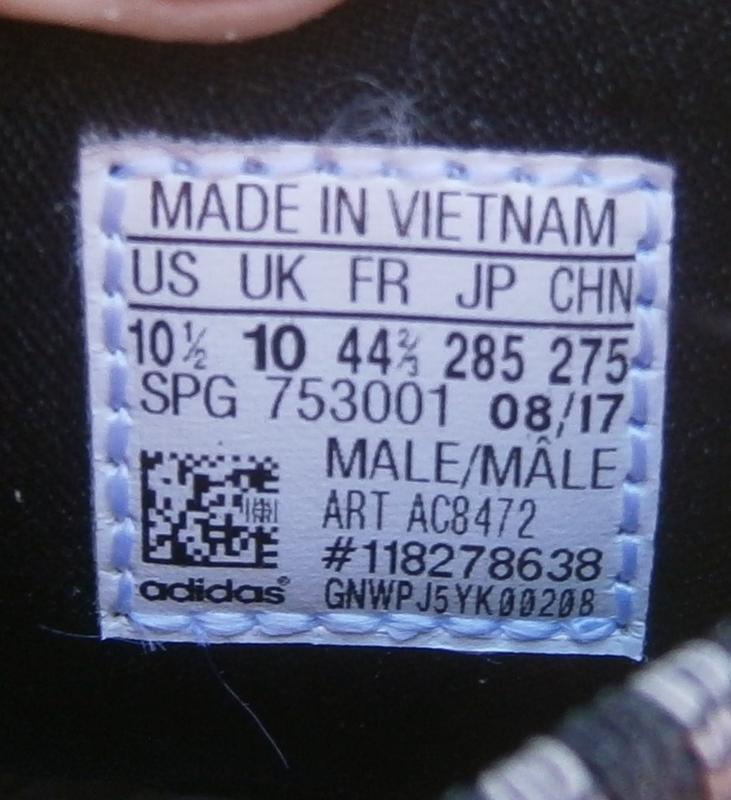 MADE IN VIETNAM
US UK FR JP CHN
10½ 10 44⅔ 285 275
SPG 753001 08/17
MALE/MÂLE
ART AC8472
#118278638
adidas® GNWPJ5YK00208